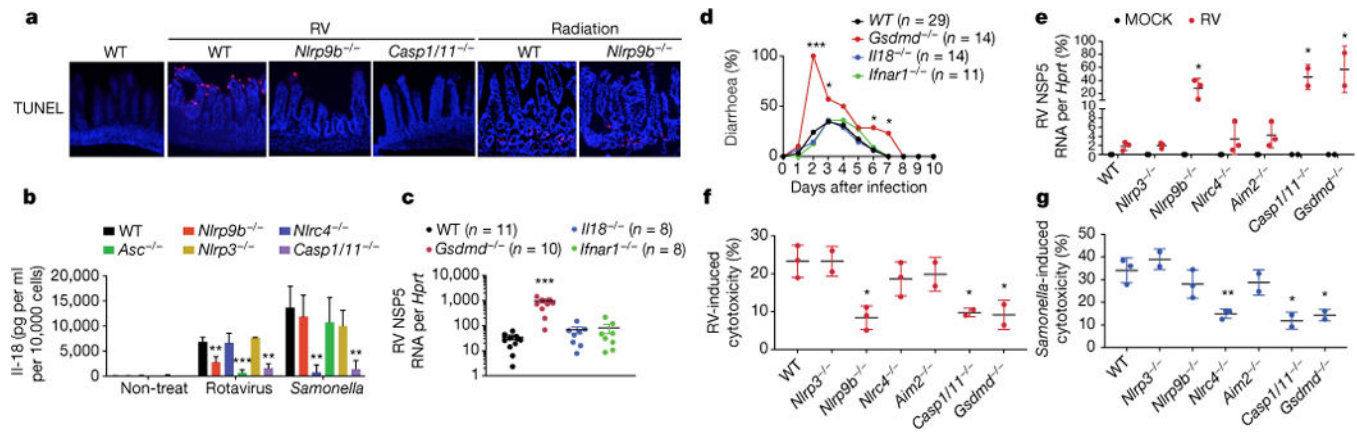 a
RV
Radiation
WT
WT
Nlrp9b−/−
Casp1/11−/−
WT
Nlrp9b−/−
TUNEL
b
WT
Nlrp9b−/−
Nlrc4−/−
Asc−/−
Nlrp3−/−
Casp1/11−/−
Il-18 (pg per ml
per 10,000 cells)
20,000
15,000
10,000
5,000
0
**
***
**
**
**
Non-treat
Rotavirus
Samonella
c
WT (n = 11)
Il18−/− (n = 8)
Gsdmd−/− (n = 10)
Ifnar1−/− (n = 8)
RV NSP5
RNA per Hprt
10,000
1,000
100
10
1
***
d
WT (n = 29)
Gsdmd−/− (n = 14)
Il18−/− (n = 14)
Ifnar1−/− (n = 11)
Diarrhoea (%)
100
50
0
***
*
*
*
0 1 2 3 4 5 6 7 8 9 10
Days after infection
e
MOCK
RV
RV NSP5
RNA per Hprt (%)
90
60
30
8
6
4
2
0
*
*
*
WT
Nlrp3−/−
Nlrp9b−/−
Nlrc4−/−
Aim2−/−
Casp1/11−/−
Gsdmd−/−
f
RV-induced
cytotoxicity (%)
30
20
10
0
*
*
*
WT
Nlrp3−/−
Nlrp9b−/−
Nlrc4−/−
Aim2−/−
Casp1/11−/−
Gsdmd−/−
g
Samonella-induced
cytotoxicity (%)
50
40
30
20
10
0
**
*
*
WT
Nlrp3−/−
Nlrp9b−/−
Nlrc4−/−
Aim2−/−
Casp1/11−/−
Gsdmd−/−